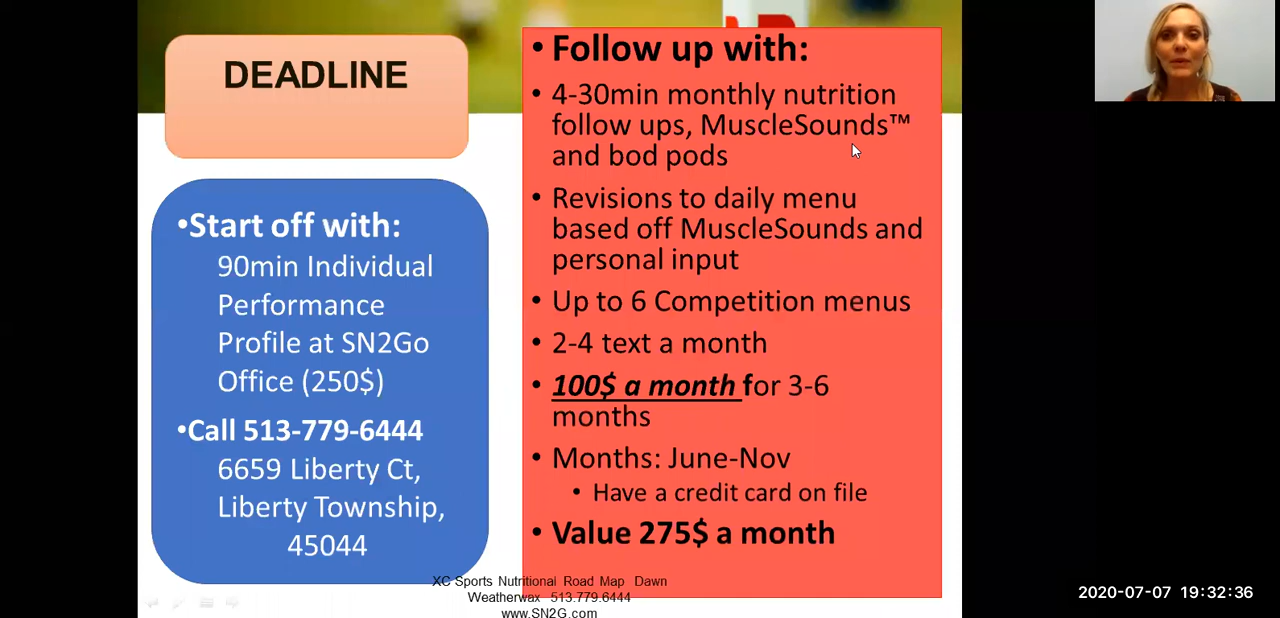 DEADLINE
•Start off with:
90min Individual
Performance
Profile at SN2Go
Office (250$)
•Call 513-779-6444
6659 Liberty Ct,
Liberty Township,
45044
• Follow up with:
• 4-30min monthly nutrition
follow ups, MuscleSounds™
and bod pods
• Revisions to daily menu
based off MuscleSounds and
personal input
• Up to 6 Competition menus
• 2-4 text a month
• 100$ a month for 3-6
months
• Months: June-Nov
• Have a credit card on file
• Value 275$ a month
XC Sports Nutritional Road Map Dawn
Weatherwax 513.779.6444
www.SN2G.com
2020-07-07 19:32:36